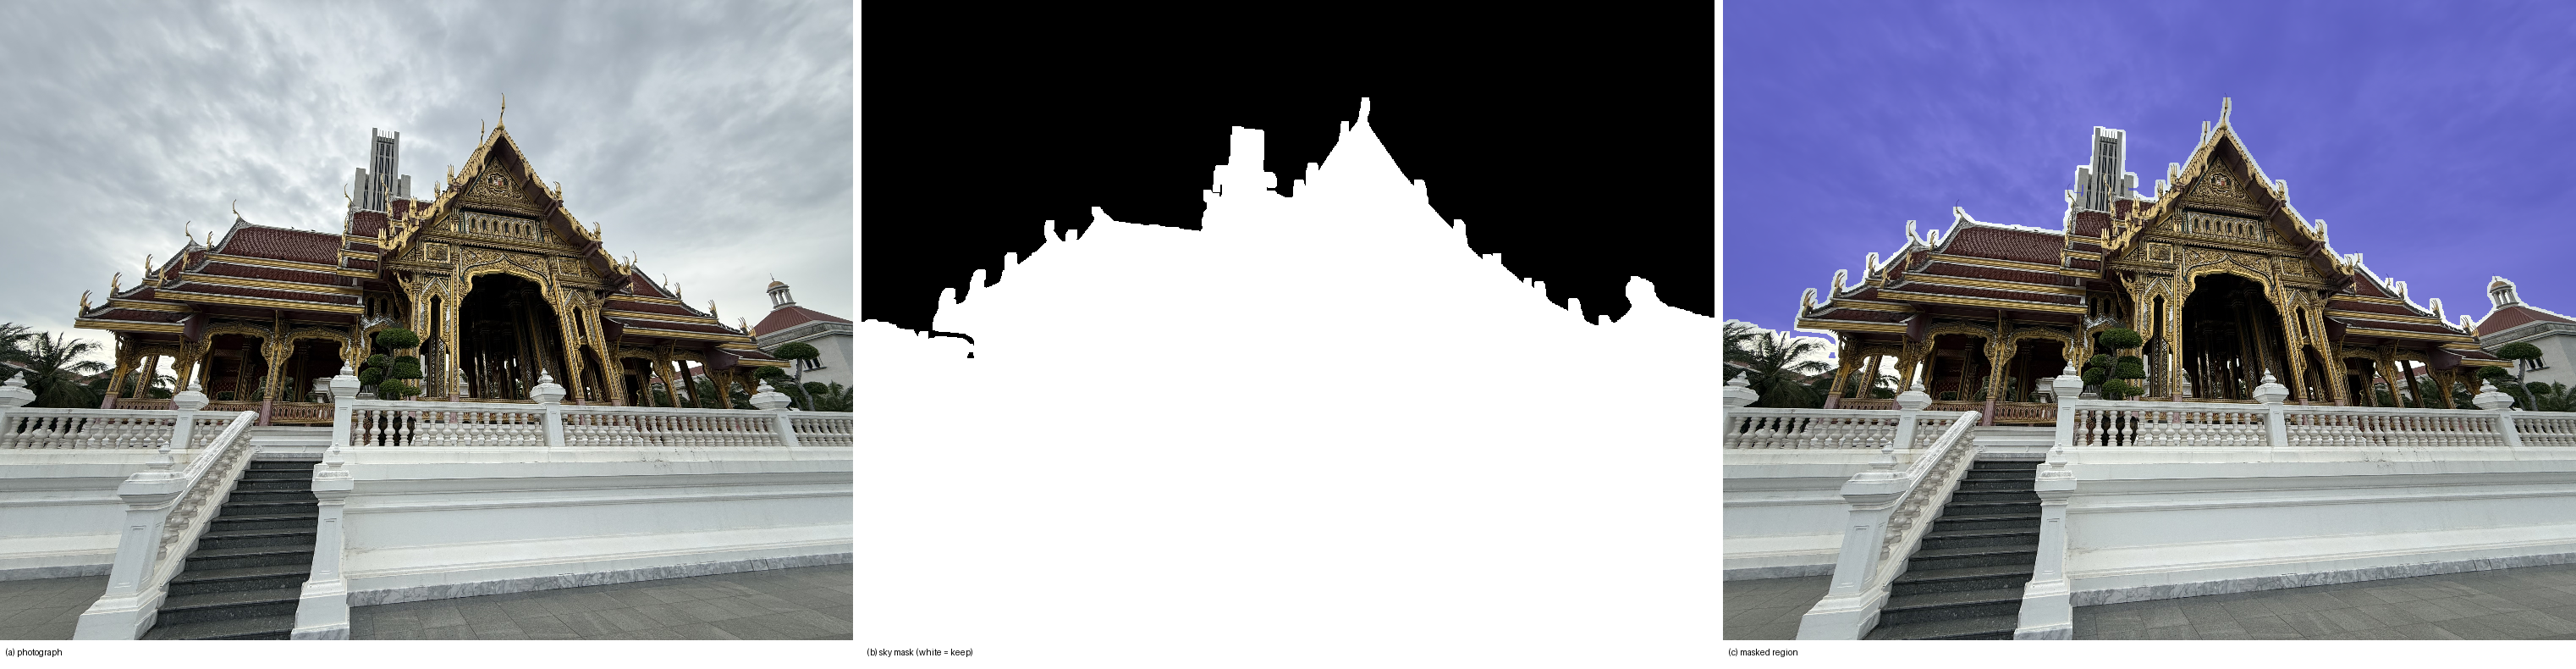 (a) photograph
(b) sky mask (white = keep)
(c) masked region